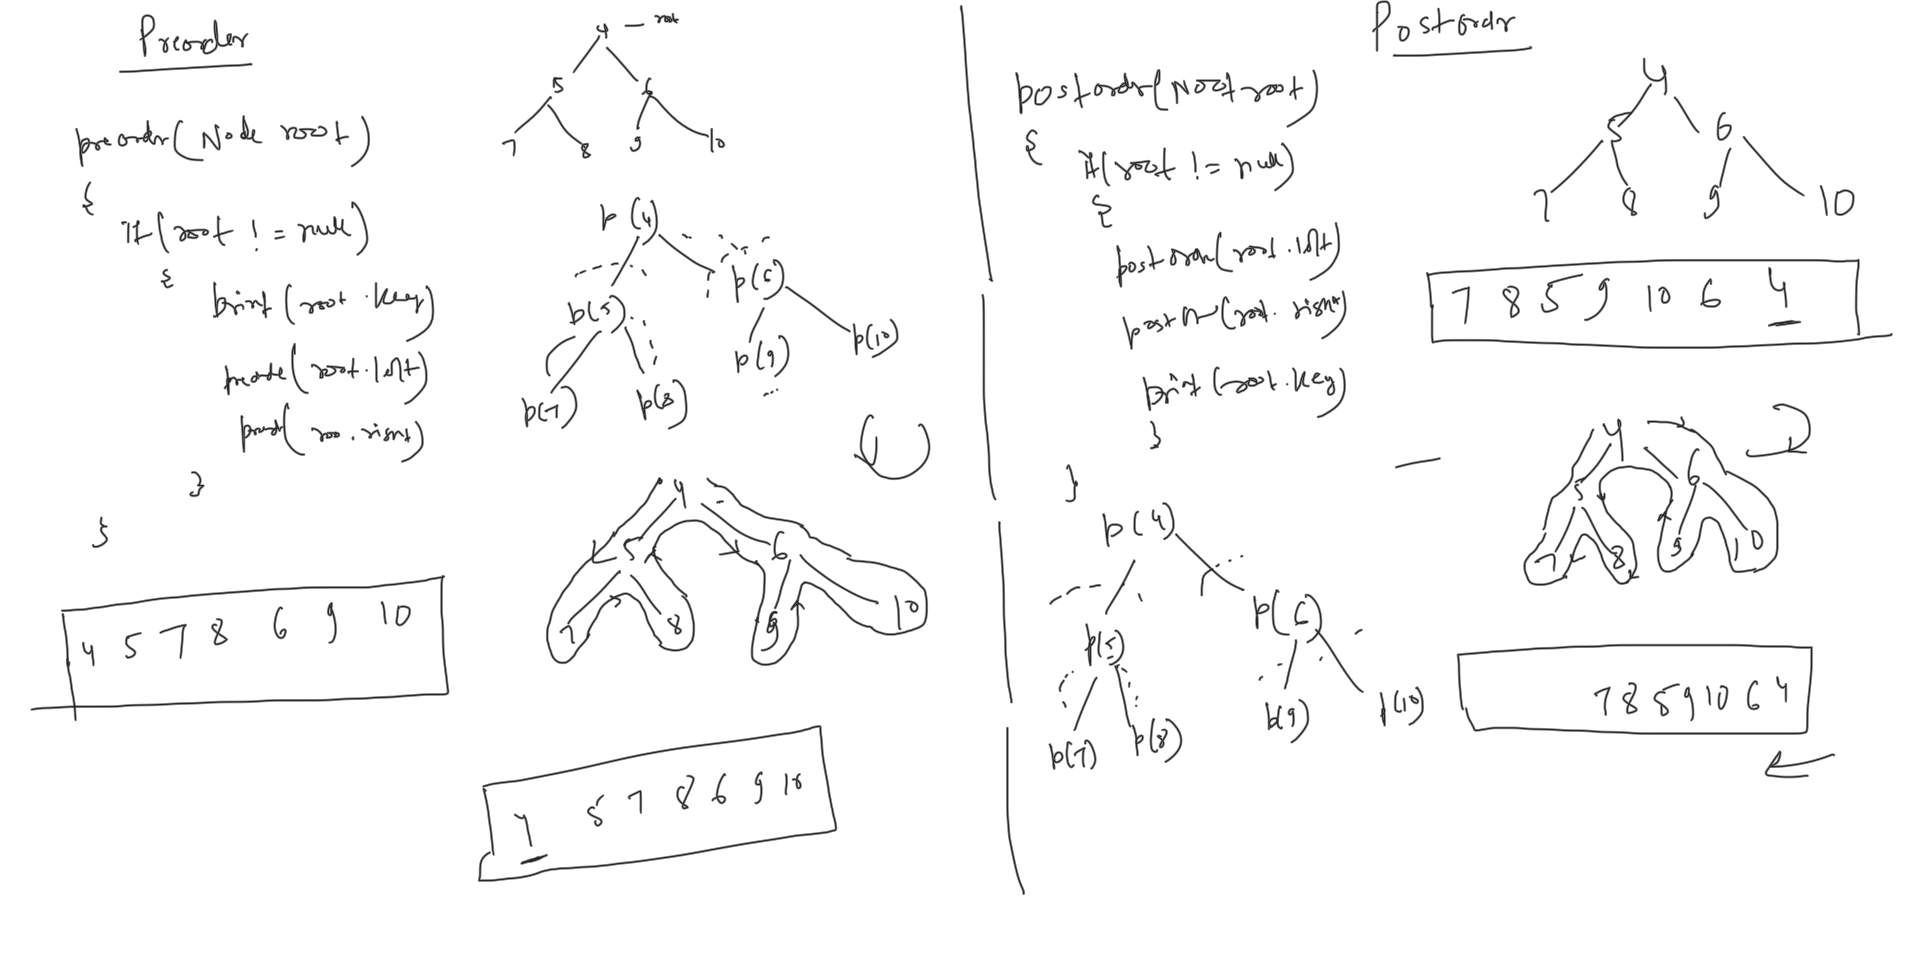 Preorder
preorder(Node root)
{
if(root != null)
{
print(root.key)
preorde(root.left)
(roo.right)
}
}
4 5 7 8 6 9 10
4 - root
5 6
7 8 9 10
p(4)
p(5) p(6)
p(7) p(8) p(9) p(10)
...
4
5 6
7 8 9 10
4 5 7 8 6 9 10
Postordr
postordr( root)
{
if(root != null)
{
(root.left)
(root.right)
print(root.key)
}
}
4
5 6
7 8 9 10
7 8 5 9 10 6 4
4
5 6
7 8 9 10
p(4)
p(5) p(6)
p(7) p(8) p(9) p(10)
7 8 5 9 10 6 4